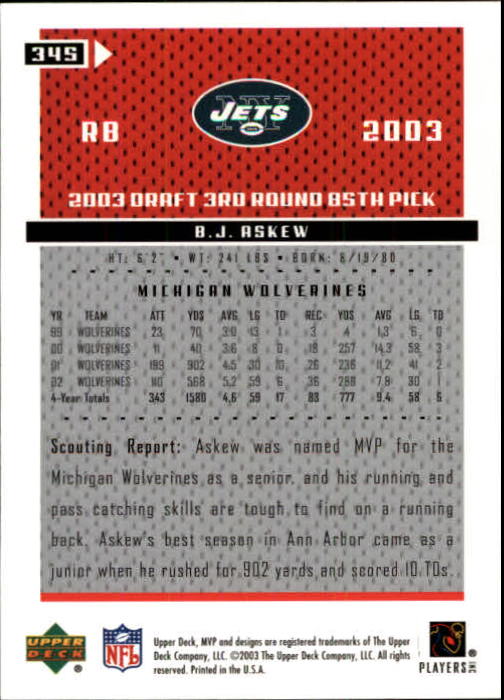 345
NY JETS
RB
2003
2003 DRAFT 3RD ROUND 85TH PICK
B.J. ASKEW
HT: 6'2" • WT: 241 LBS • BORN: 8/19/80
MICHIGAN WOLVERINES
YR TEAM ATT YDS AVG LG TD REC YDS AVG LG TD
99 WOLVERINES 23 70 3.0 13 1 3 4 1.3 6 0
00 WOLVERINES 11 40 3.6 8 0 18 257 14.3 58 3
01 WOLVERINES 199 902 4.5 30 10 26 236 11.2 41 2
02 WOLVERINES 110 568 5.2 59 6 36 288 7.8 30 1
4-Year Totals 343 1580 4.6 59 17 83 777 9.4 58 6
Scouting Report: Askew was named MVP for the
Michigan Wolverines as a senior, and his running and
pass catching skills are tough to find on a running
back. Askew's best season in Ann Arbor came as a
junior when he rushed for 902 yards and scored 10 TDs.
UPPER
DECK
NFL
Upper Deck, MVP and designs are registered trademarks of The Upper
Deck Company, LLC. ©2003 The Upper Deck Company, LLC. All rights
reserved. Printed in the U.S.A.
PLAYERS INC